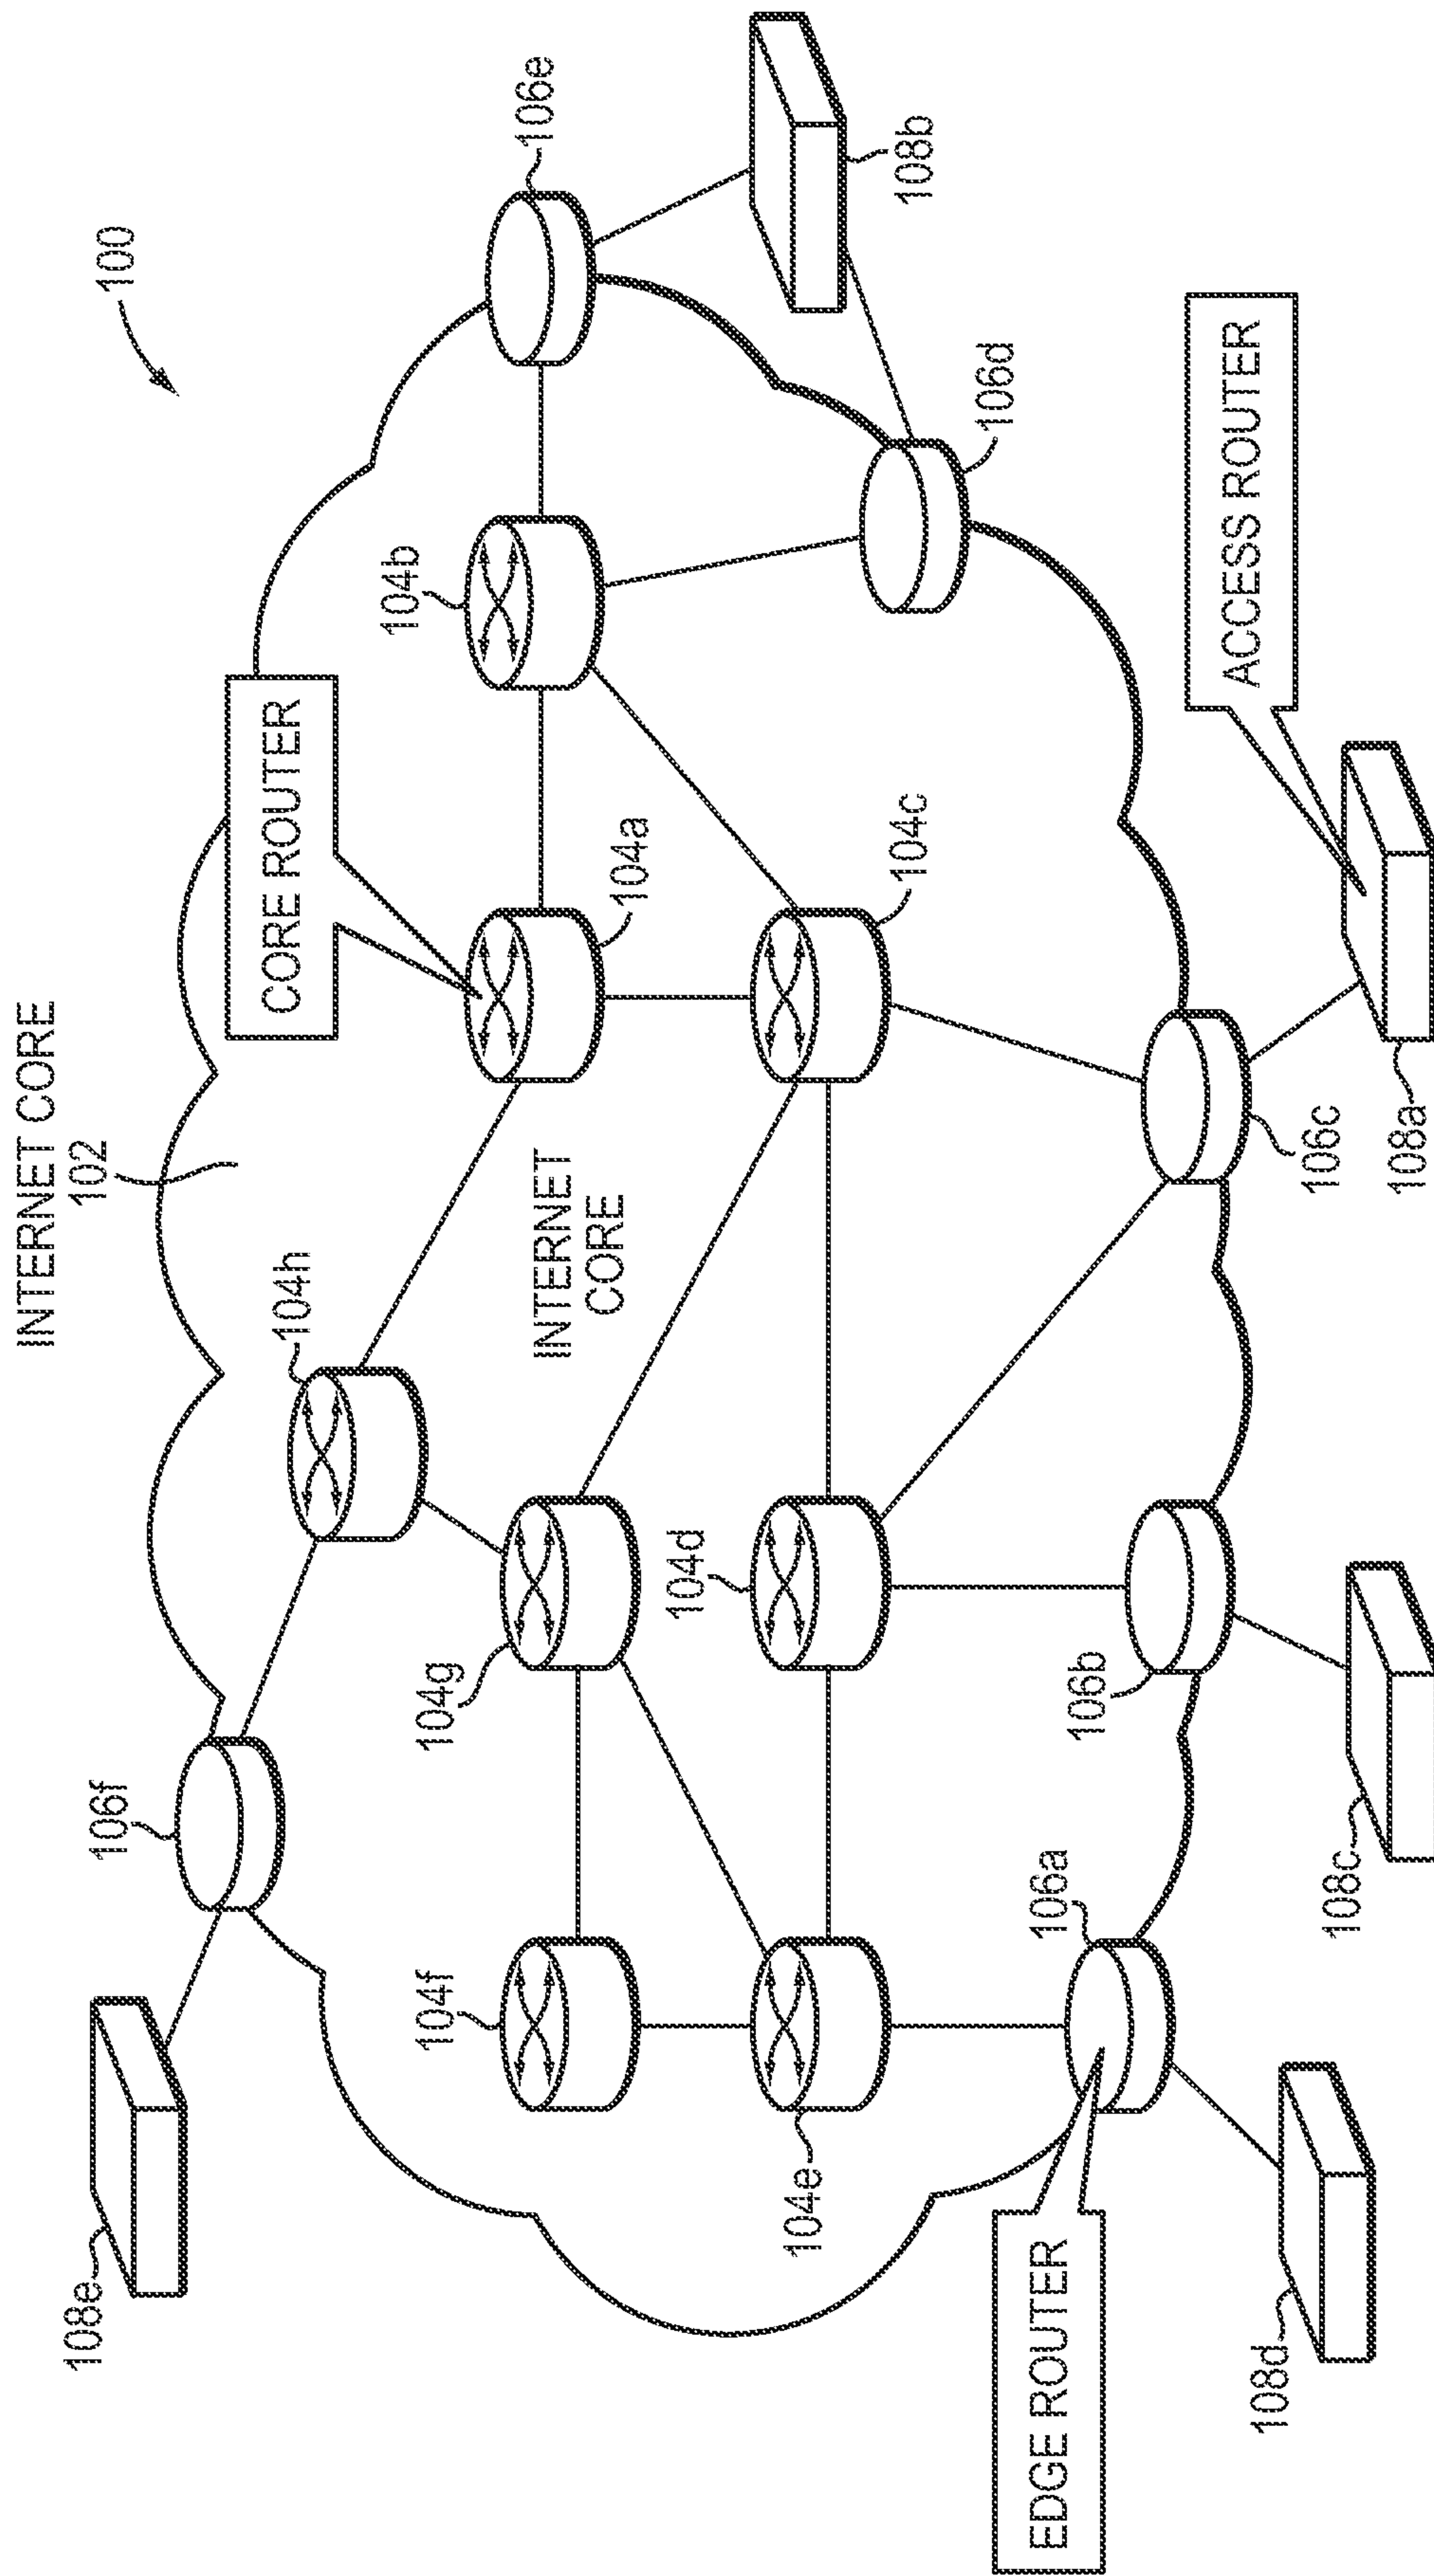 INTERNET CORE
102
100
108e
106f
104h
CORE ROUTER
104b
106e
104f
104g
INTERNET
CORE
104a
104d
104c
108b
104e
106d
EDGE ROUTER
106a
106b
106c
ACCESS ROUTER
108d
108c
108a